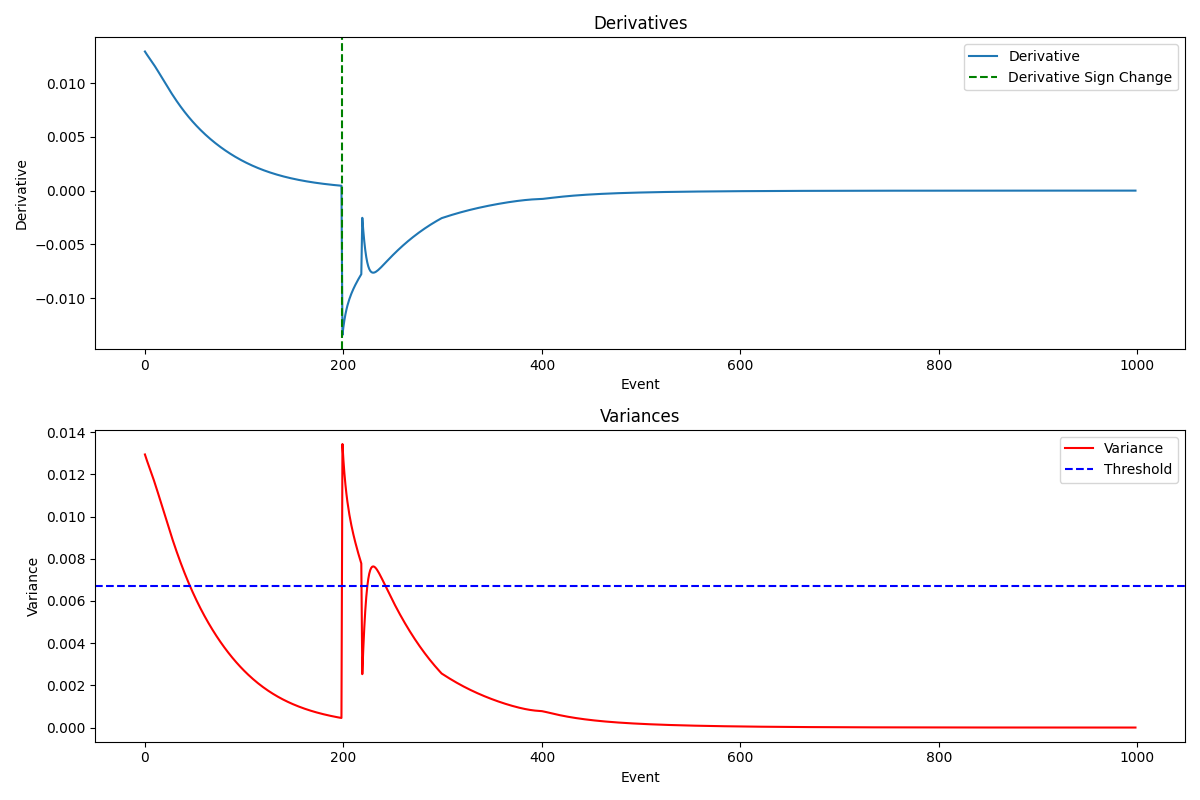 Derivatives
Derivative
Derivative Sign Change
0.010
0.005
0.000
−0.005
−0.010
Derivative
0 200 400 600 800 1000
Event
Variances
Variance
Threshold
0.014
0.012
0.010
0.008
0.006
0.004
0.002
0.000
Variance
0 200 400 600 800 1000
Event